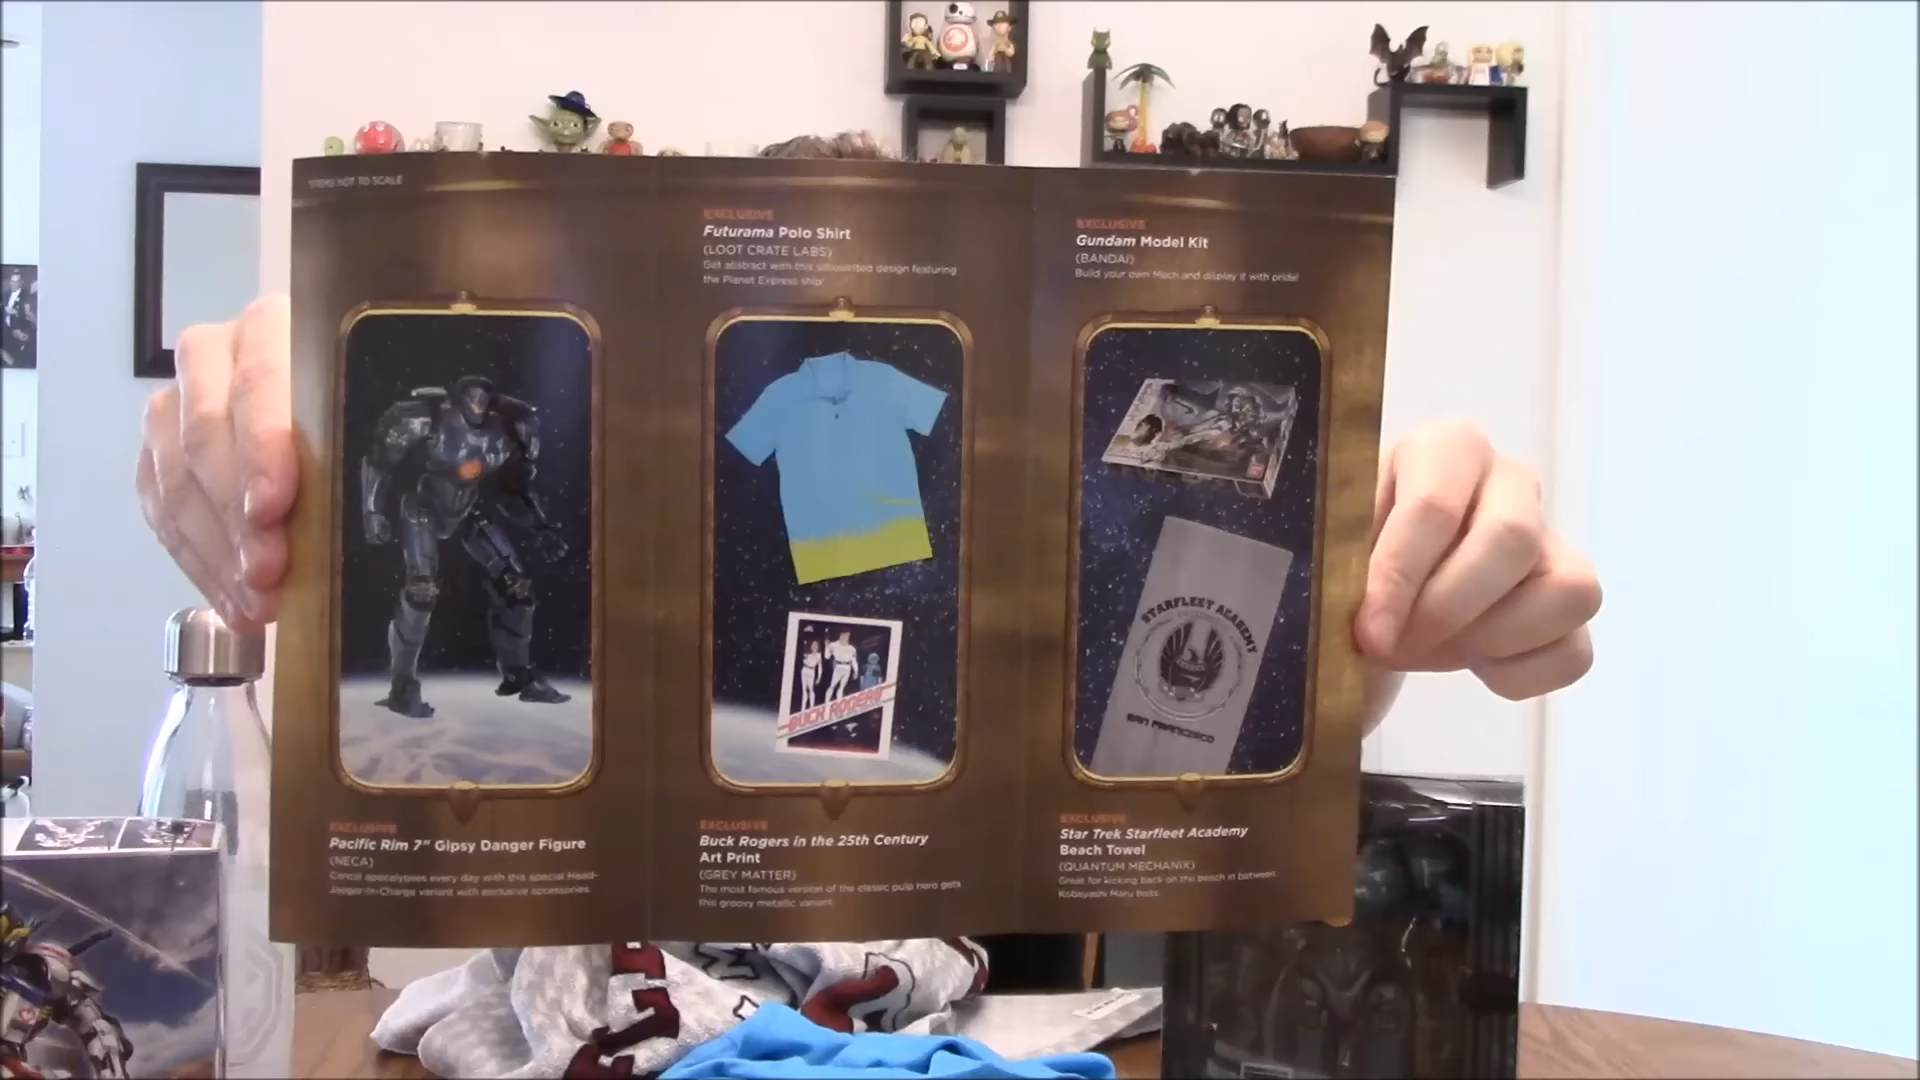 ITEMS NOT TO SCALE
EXCLUSIVE
Futurama Polo Shirt
(LOOT CRATE LABS)
Get abstract with this silhouetted design featuring
the Planet Express ship!
EXCLUSIVE
Gundam Model Kit
(BANDAI)
Build your own Mech and display it with pride!
BUCK ROGERS
STARFLEET ACADEMY
SAN FRANCISCO
EXCLUSIVE
Pacific Rim 7" Gipsy Danger Figure
(NECA)
Cancel apocalypses every day with this special Head-
Jaeger-in-Charge variant with exclusive accessories.
EXCLUSIVE
Buck Rogers in the 25th Century
Art Print
(GREY MATTER)
The most famous version of the classic pulp hero gets
this groovy metallic variant.
EXCLUSIVE
Star Trek Starfleet Academy
Beach Towel
(QUANTUM MECHANIX)
Great for kicking back on the beach in between
Kobayashi Maru tests.